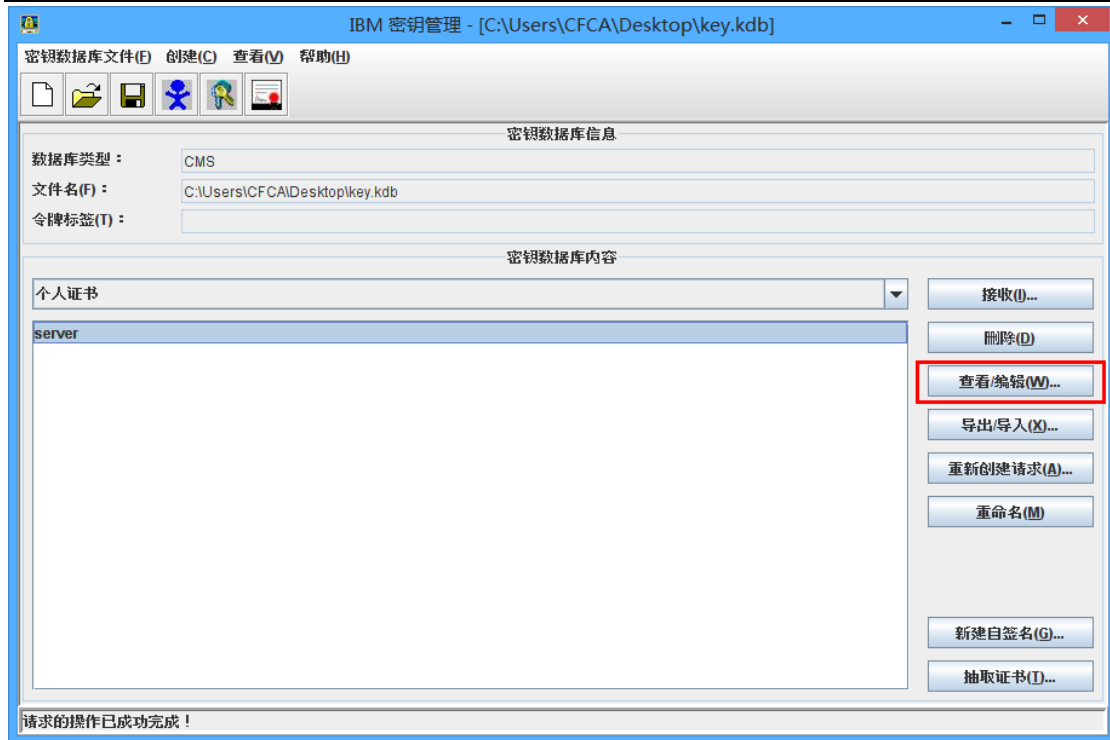 IBM 密钥管理 - [C:\Users\CFCA\Desktop\key.kdb]
密钥数据库文件(F) 创建(C) 查看(V) 帮助(H)
密钥数据库信息
数据库类型： CMS
文件名(F)： C:\Users\CFCA\Desktop\key.kdb
令牌标签(T)：
密钥数据库内容
个人证书
接收(I)...
server
删除(D)
查看/编辑(W)...
导出/导入(X)...
重新创建请求(A)...
重命名(M)
新建自签名(G)...
抽取证书(T)...
请求的操作已成功完成！